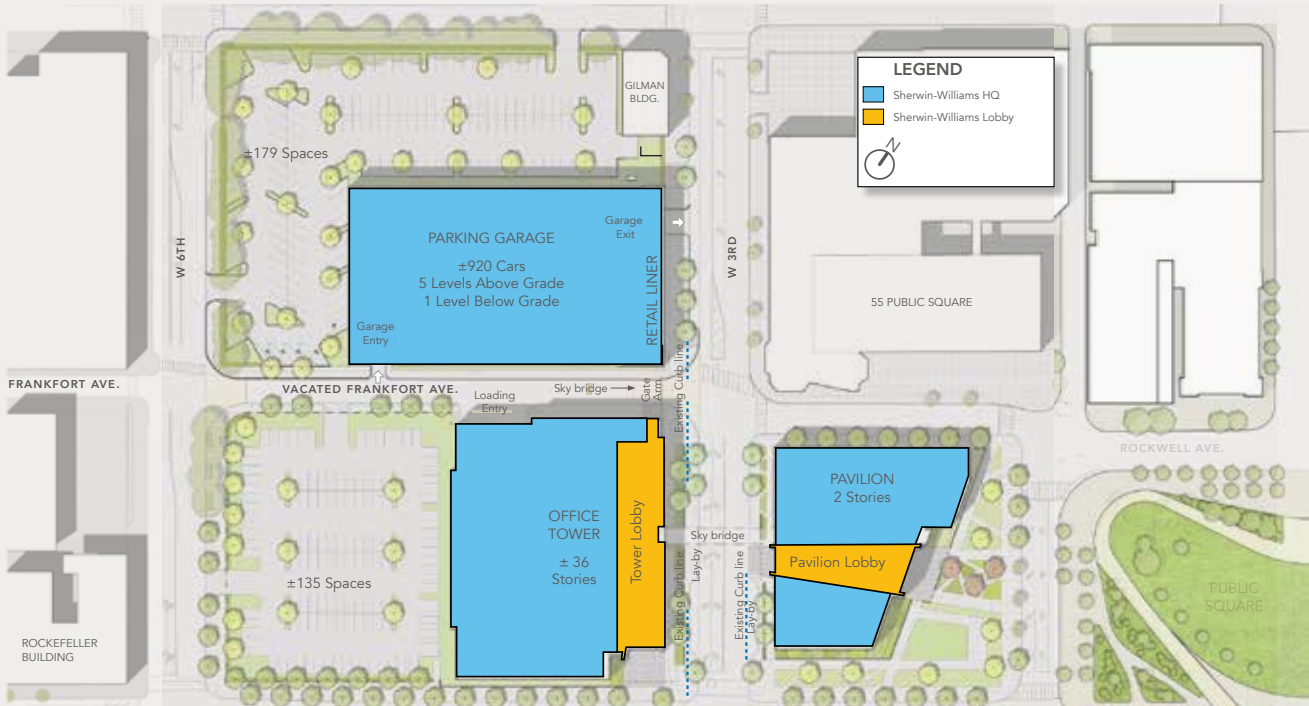 GILMAN
BLDG.
LEGEND
Sherwin-Williams HQ
Sherwin-Williams Lobby
N
±179 Spaces
W 6TH
PARKING GARAGE
±920 Cars
5 Levels Above Grade
1 Level Below Grade
Garage
Exit
RETAIL LINER
Garage
Entry
W 3RD
55 PUBLIC SQUARE
FRANKFORT AVE.
VACATED FRANKFORT AVE.
Loading
Entry
Sky bridge
Gate
Arm
Existing Curb line
ROCKWELL AVE.
OFFICE
TOWER
± 36
Stories
Tower Lobby
±135 Spaces
ROCKEFELLER
BUILDING
Sky bridge
Existing Curb line
Lay-by
Existing Curb line
Lay-by
PAVILION
2 Stories
Pavilion Lobby
PUBLIC
SQUARE